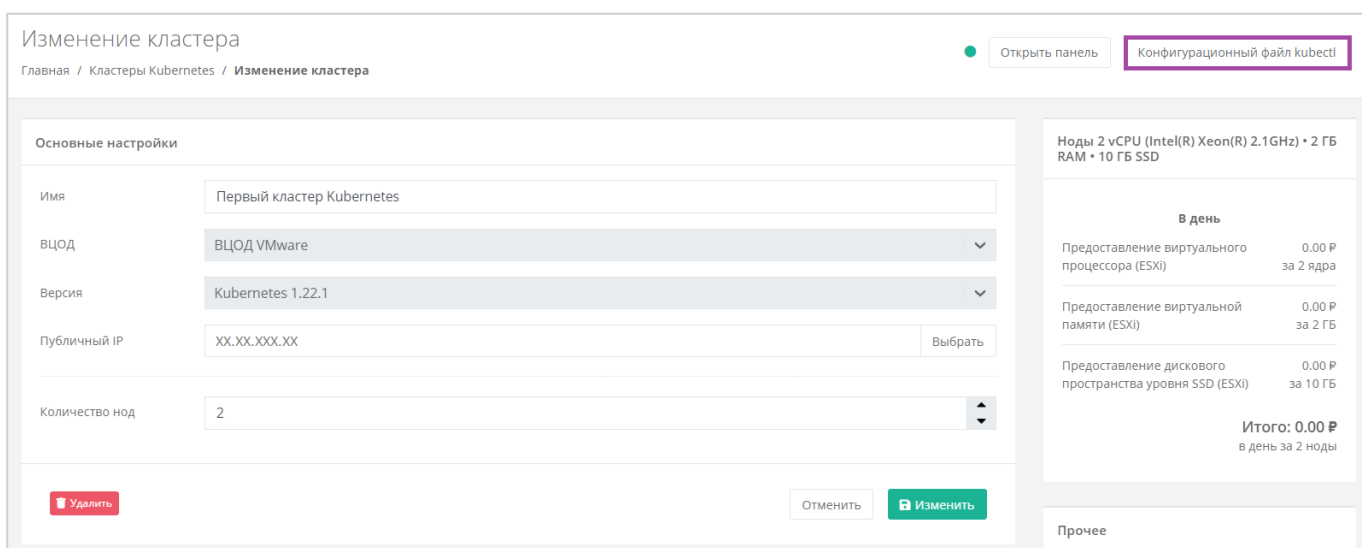 Изменение кластера
Главная / Кластеры Kubernetes / Изменение кластера
Открыть панель
Конфигурационный файл kubectl
Основные настройки
Имя
Первый кластер Kubernetes
ВЦОД
ВЦОД VMware
Версия
Kubernetes 1.22.1
Публичный IP
XX.XX.XXX.XX
Выбрать
Количество нод
2
Удалить
Отменить
Изменить
Ноды 2 vCPU (Intel(R) Xeon(R) 2.1GHz) • 2 ГБ
RAM • 10 ГБ SSD
В день
Предоставление виртуального 0.00 ₽
процессора (ESXi) за 2 ядра
Предоставление виртуальной 0.00 ₽
памяти (ESXi) за 2 ГБ
Предоставление дискового 0.00 ₽
пространства уровня SSD (ESXi) за 10 ГБ
Итого: 0.00 ₽
в день за 2 ноды
Прочее